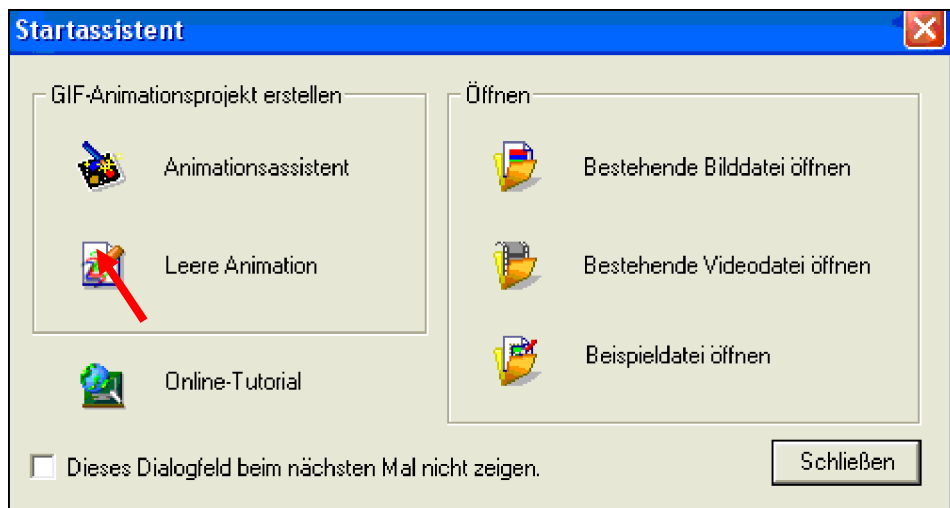 Startassistent
GIF-Animationsprojekt erstellen
Animationsassistent
Leere Animation
Online-Tutorial
Öffnen
Bestehende Bilddatei öffnen
Bestehende Videodatei öffnen
Beispieldatei öffnen
Dieses Dialogfeld beim nächsten Mal nicht zeigen.
Schließen